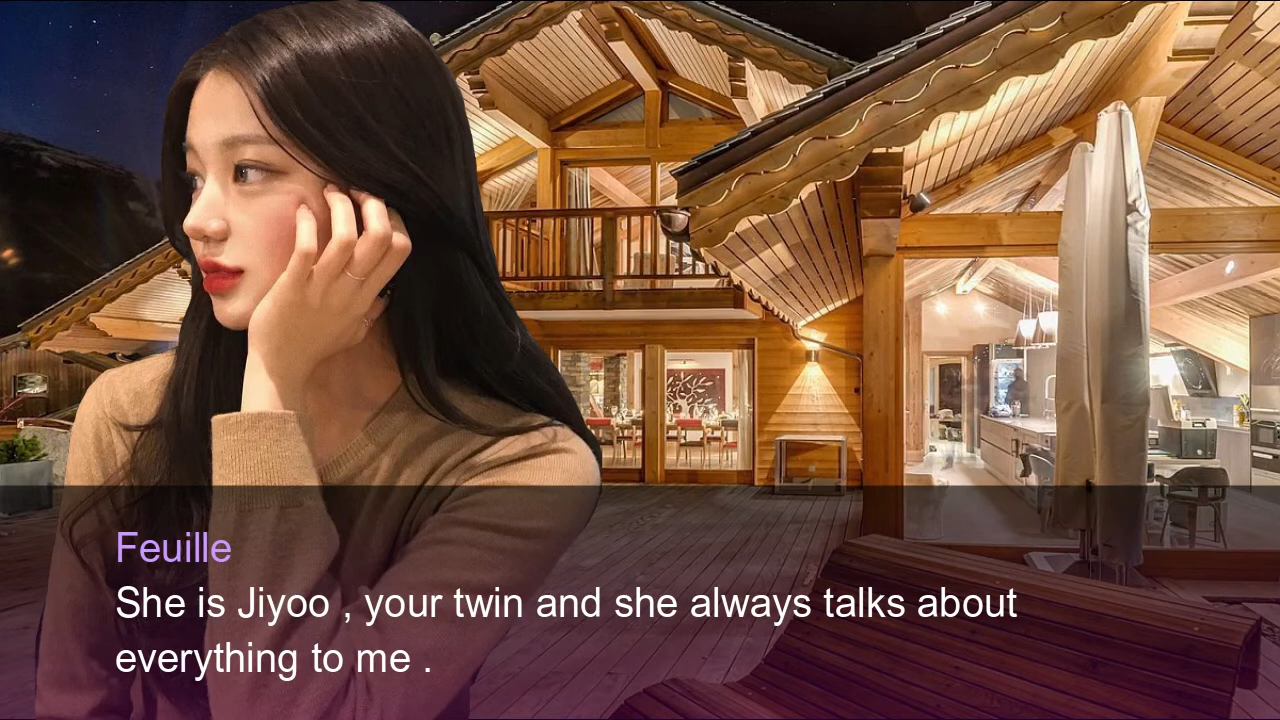 Feuille
She is Jiyoo , your twin and she always talks about
everything to me .